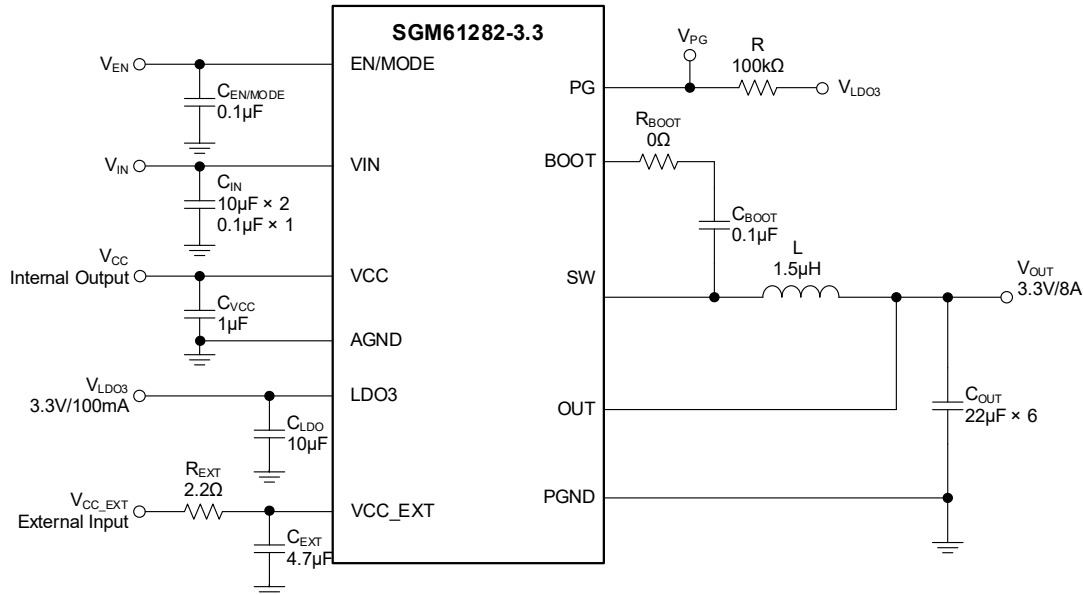 SGM61282-3.3
V_EN
EN/MODE
C_EN/MODE
0.1µF
V_IN
VIN
C_IN
10µF × 2
0.1µF × 1
V_CC
Internal Output
VCC
C_VCC
1µF
AGND
V_LDO3
3.3V/100mA
LDO3
C_LDO
10µF
R_EXT
2.2Ω
V_CC_EXT
External Input
VCC_EXT
C_EXT
4.7µF
PG
V_PG
R
100kΩ
V_LDO3
BOOT
R_BOOT
0Ω
C_BOOT
0.1µF
SW
L
1.5µH
V_OUT
3.3V/8A
OUT
C_OUT
22µF × 6
PGND